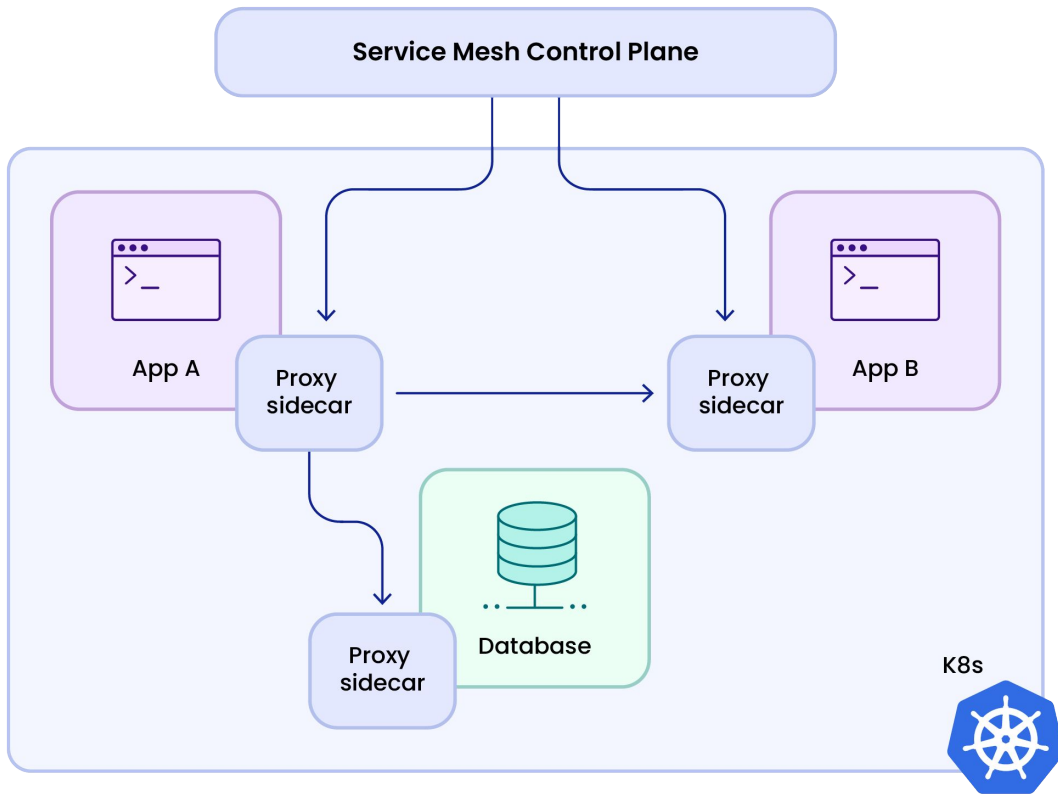 Service Mesh Control Plane
App A
Proxy
sidecar
Proxy
sidecar
App B
Proxy
sidecar
Database
K8s